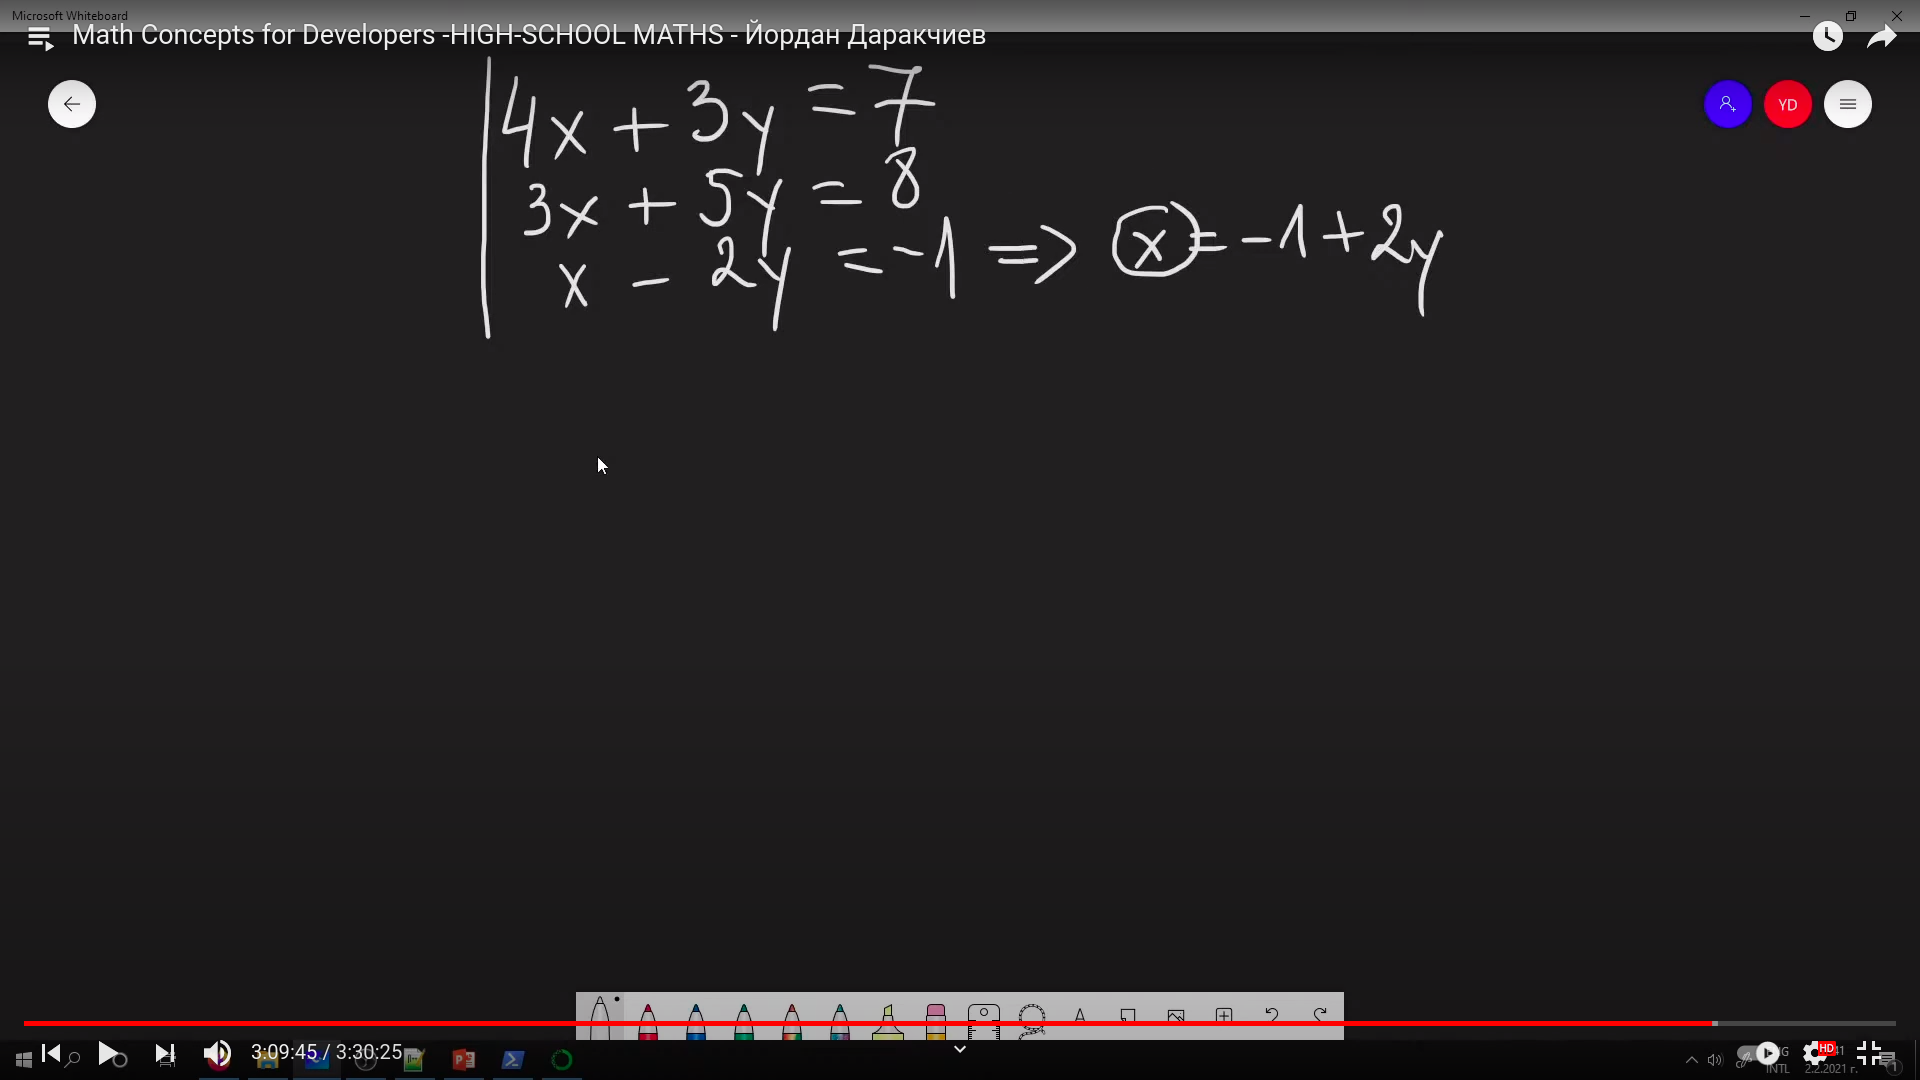 Microsoft Whiteboard
Math Concepts for Developers -HIGH-SCHOOL MATHS - Йордан Даракчиев
YD
4x + 3y = 7
3x + 5y = 8
x - 2y = -1 => x = -1 + 2y
3:09:45 / 3:30:25
HD
INTL
2.2.2021 г.
1